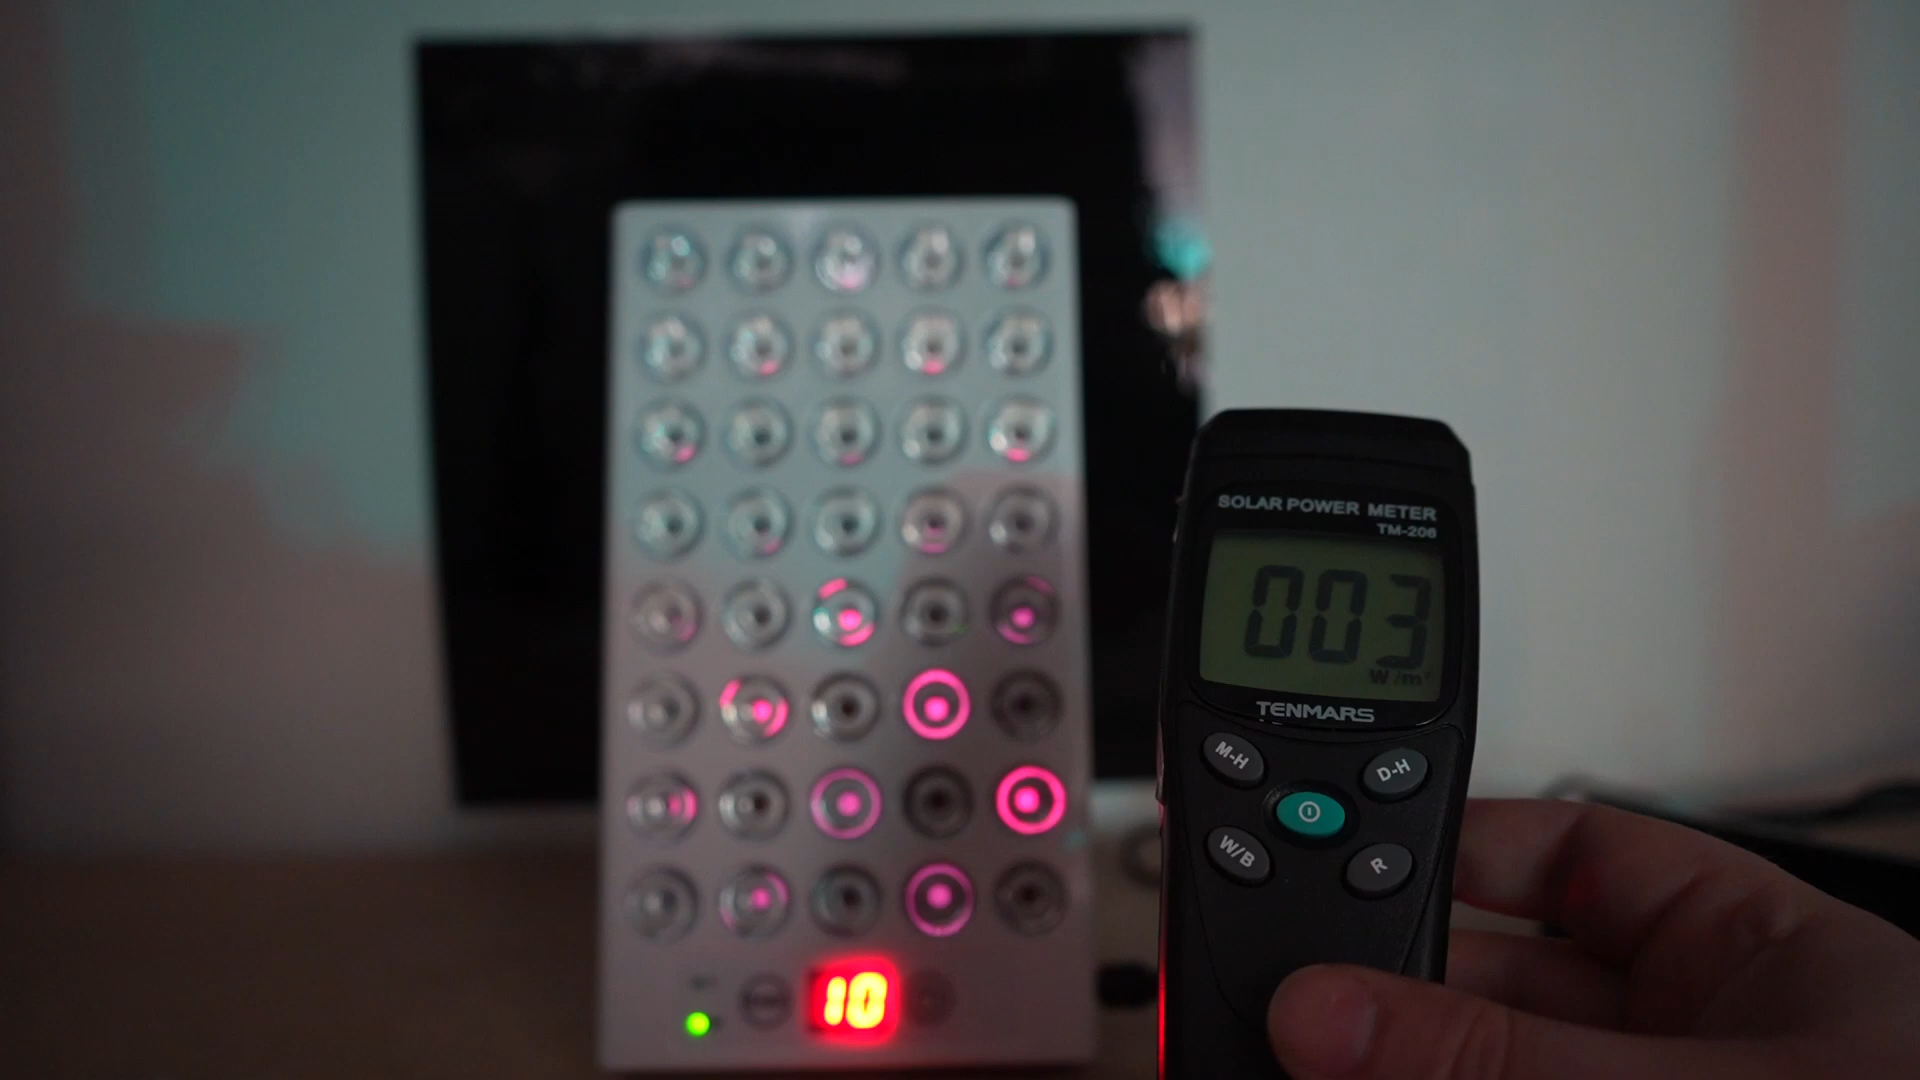 SOLAR POWER METER
TM-206
003
W/m²
TENMARS
M-H
D-H
W/B
R
10